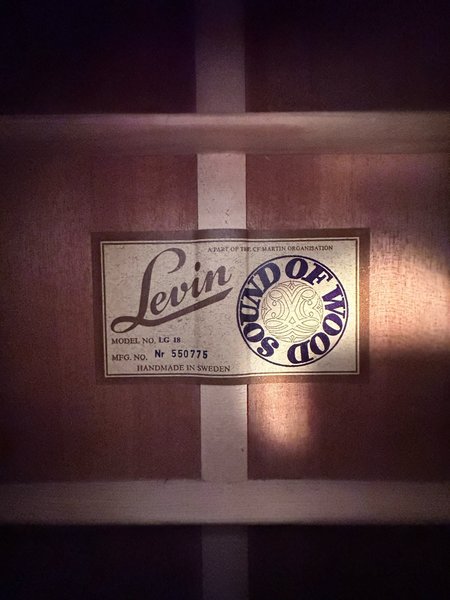 A PART OF THE CF MARTIN ORGANISATION
Levin
SOUND OF WOOD
MODEL NO. LG 18
MFG. NO. Nr 550775
HANDMADE IN SWEDEN